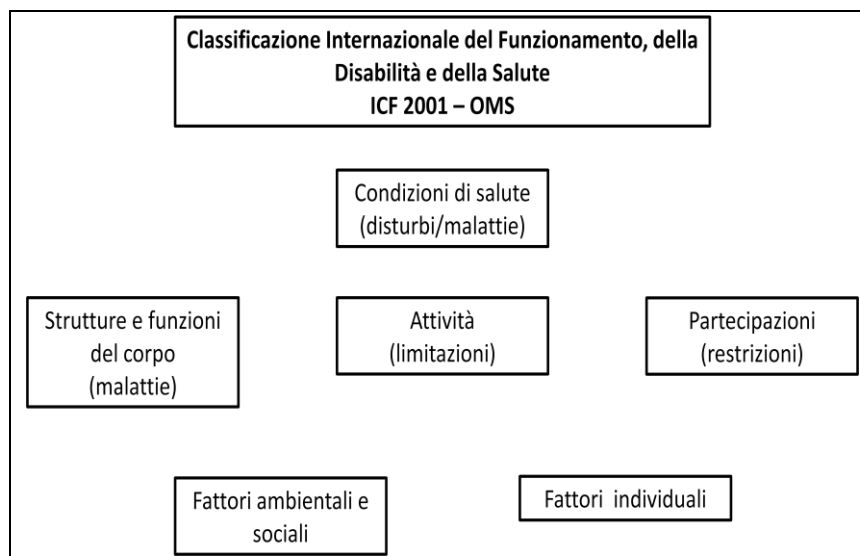 Classificazione Internazionale del Funzionamento, della
Disabilità e della Salute
ICF 2001 – OMS
Condizioni di salute
(disturbi/malattie)
Strutture e funzioni
del corpo
(malattie)
Attività
(limitazioni)
Partecipazioni
(restrizioni)
Fattori ambientali e
sociali
Fattori individuali